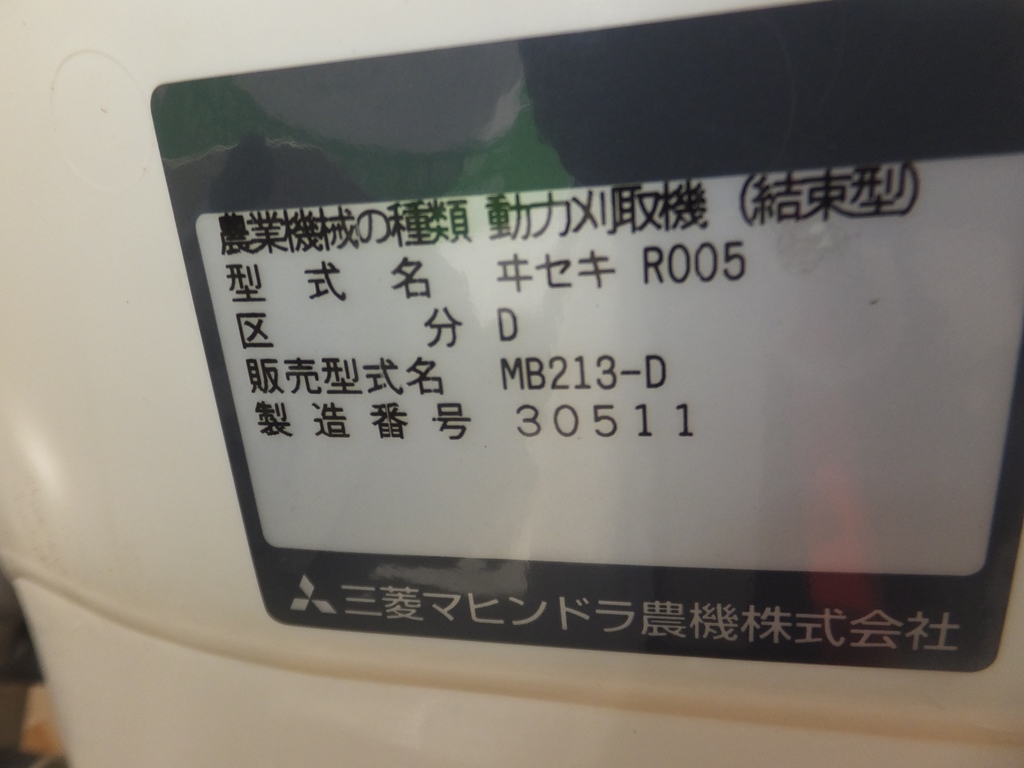 農業機械の種類 動力刈取機（結束型）
型式名 ヰセキ R005
区分 D
販売型式名 MB213-D
製造番号 30511
三菱マヒンドラ農機株式会社